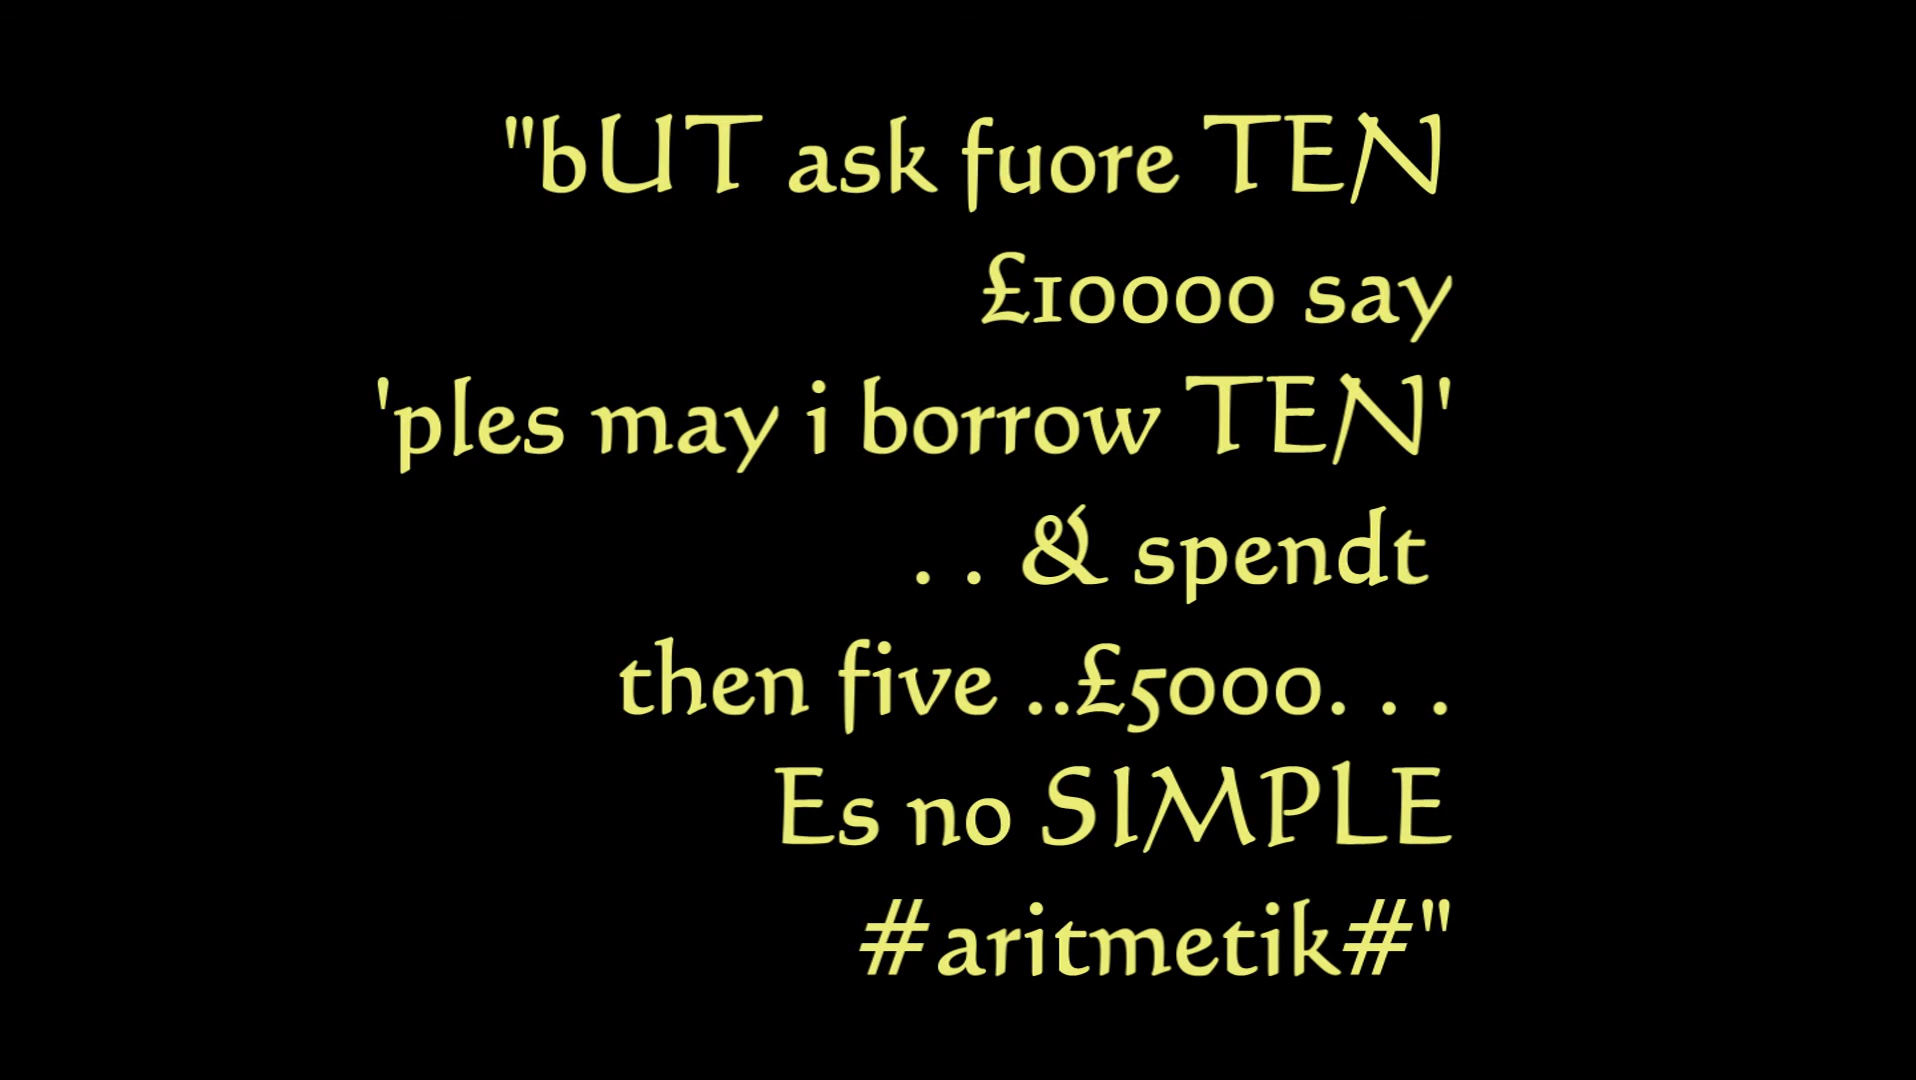 "bUT ask fuore TEN
£10000 say
'ples may i borrow TEN'
. . & spendt
then five ..£5000. . .
Es no SIMPLE
#aritmetik#"